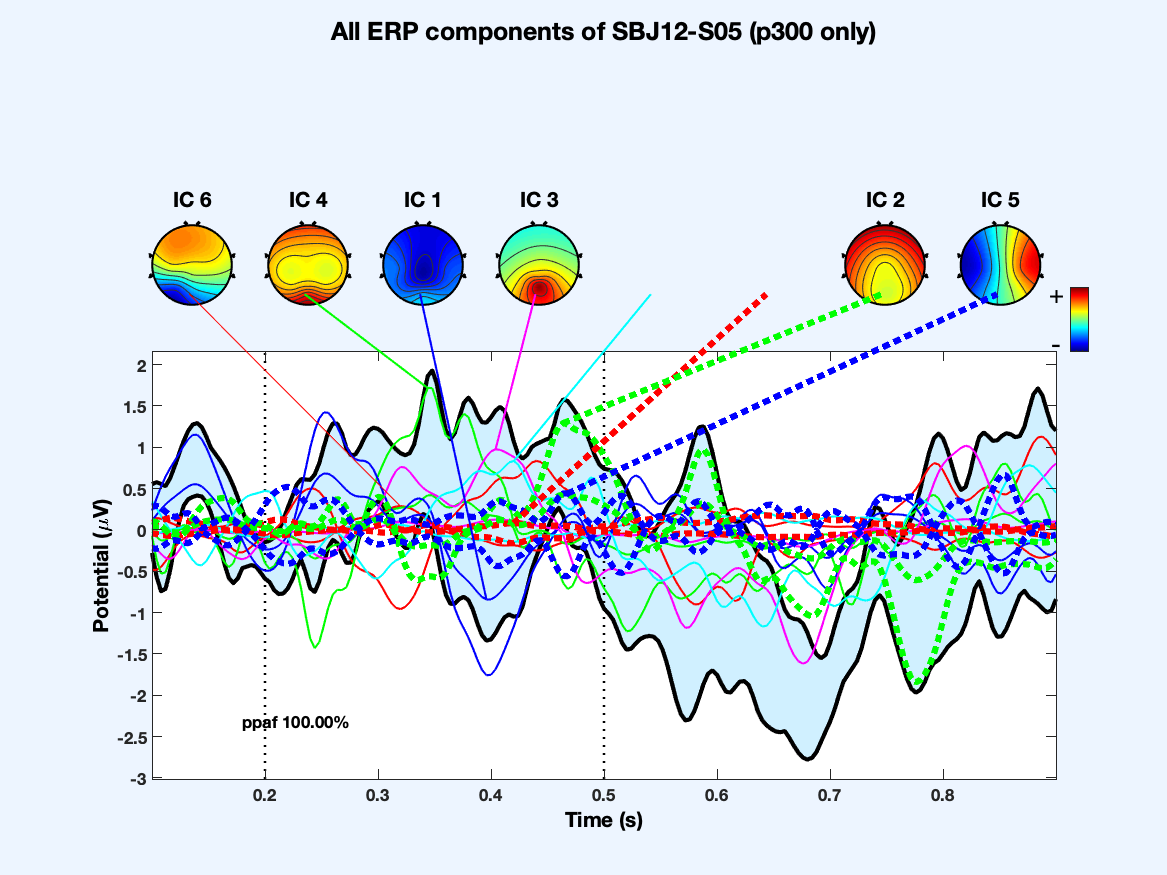 All ERP components of SBJ12-S05 (p300 only)
IC 6 IC 4 IC 1 IC 3 IC 2 IC 5
+
-
2
1.5
1
0.5
0
-0.5
-1
-1.5
-2
-2.5
-3
Potential (μV)
ppaf 100.00%
0.2 0.3 0.4 0.5 0.6 0.7 0.8
Time (s)